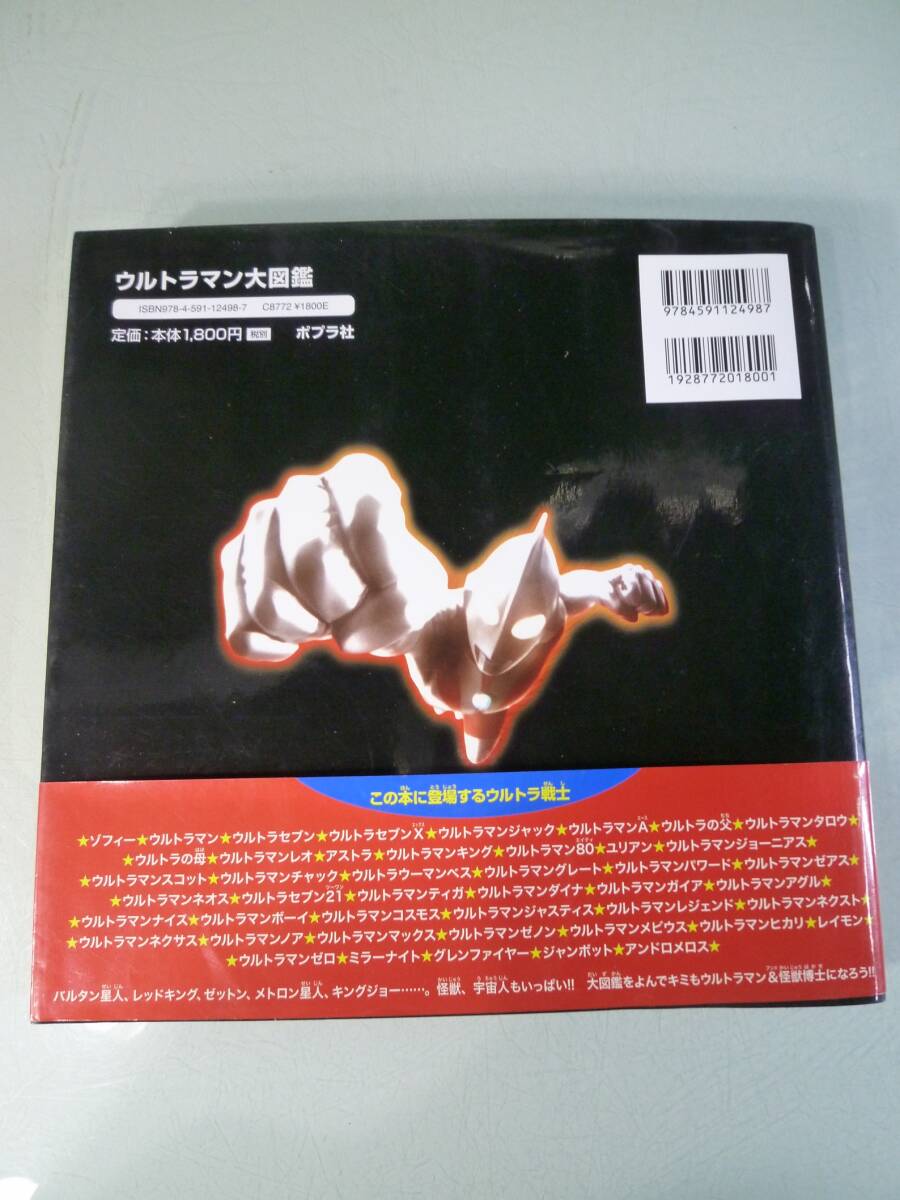 ウルトラマン大図鑑
ISBN978-4-591-12498-7 C8772 ¥1800E
定価：本体1,800円 税別 ポプラ社
9784591124987
1928772018001
この本に登場するウルトラ戦士
★ゾフィー★ウルトラマン★ウルトラセブン★ウルトラセブンX★ウルトラマンジャック★ウルトラマンA★ウルトラの父★ウルトラマンタロウ★
★ウルトラの母★ウルトラマンレオ★アストラ★ウルトラマンキング★ウルトラマン80★ユリアン★ウルトラマンジョーニアス★
★ウルトラマンスコット★ウルトラマンチャック★ウルトラウーマンベス★ウルトラマングレート★ウルトラマンパワード★ウルトラマンゼアス★
★ウルトラマンネオス★ウルトラセブン21★ウルトラマンティガ★ウルトラマンダイナ★ウルトラマンガイア★ウルトラマンアグル★
★ウルトラマンナイス★ウルトラマンボーイ★ウルトラマンコスモス★ウルトラマンジャスティス★ウルトラマンレジェンド★ウルトラマンネクスト★
★ウルトラマンネクサス★ウルトラマンノア★ウルトラマンマックス★ウルトラマンゼノン★ウルトラマンメビウス★ウルトラマンヒカリ★レイモン★
★ウルトラマンゼロ★ミラーナイト★グレンファイヤー★ジャンボット★アンドロメロス★
バルタン星人、レッドキング、ゼットン、メトロン星人、キングジョー……。怪獣、宇宙人もいっぱい!! 大図鑑をよんでキミもウルトラマン&怪獣博士になろう!!